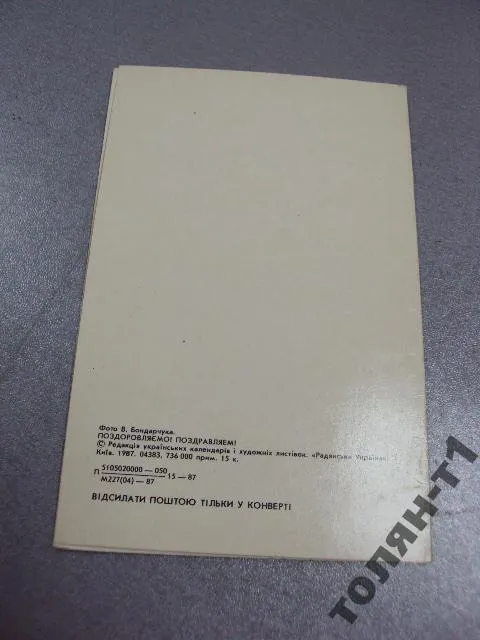 Фото В. Бондарчука.
ПОЗДОРОВЛЯЄМО! ПОЗДРАВЛЯЕМ!
© Редакція українських календарів і художніх листівок. «Радянська Україна».
Київ. 1987. 04383, 736 000 прим. 15 к.
П 5105020000 — 050 15 — 87
М227(04) — 87
ВІДСИЛАТИ ПОШТОЮ ТІЛЬКИ У КОНВЕРТІ
ТОЛЯН-Т1